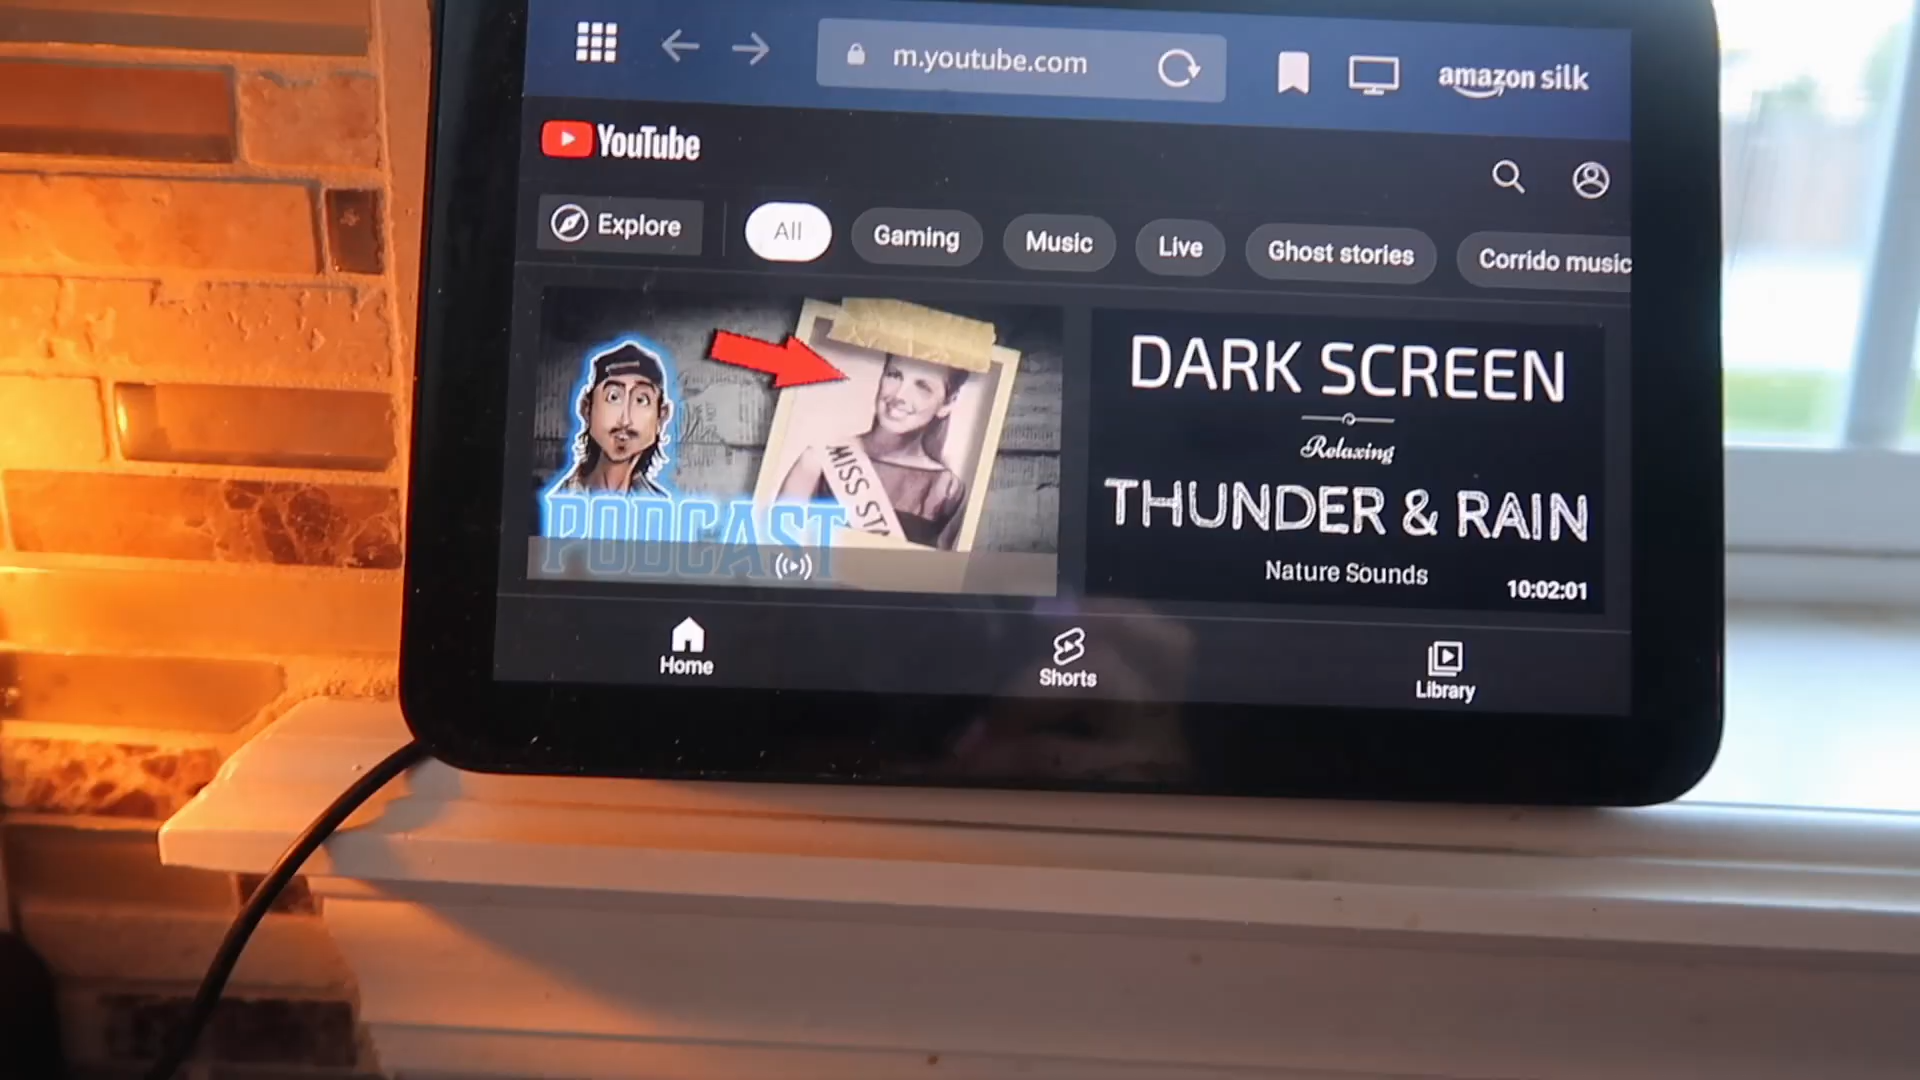 m.youtube.com
amazon silk
YouTube
Explore
All
Gaming
Music
Live
Ghost stories
Corrido music
MISS STA
PODCAST
DARK SCREEN
Relaxing
THUNDER & RAIN
Nature Sounds
10:02:01
Home
Shorts
Library